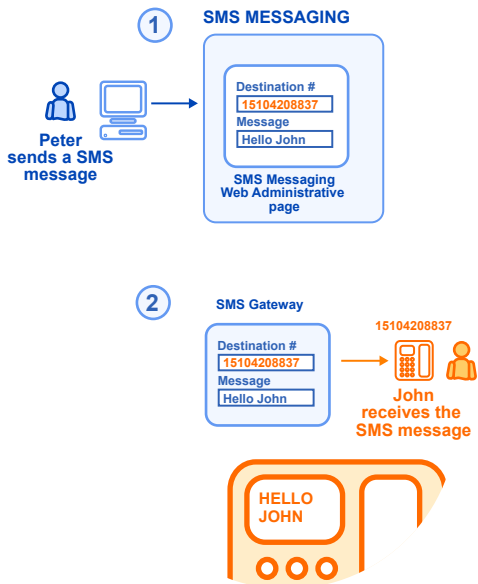 1
SMS MESSAGING
Destination #
15104208837
Message
Hello John
SMS Messaging
Web Administrative
page
Peter
sends a SMS
message
2
SMS Gateway
Destination #
15104208837
Message
Hello John
15104208837
John
receives the
SMS message
HELLO
JOHN